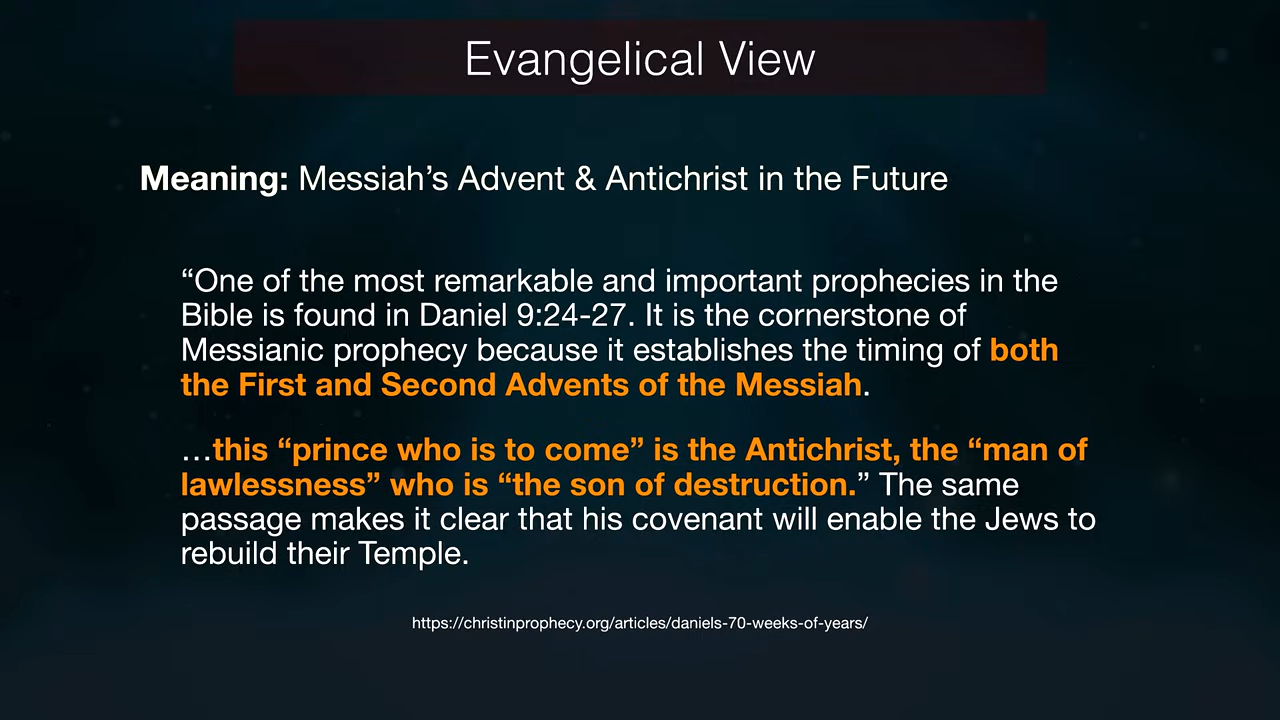 Evangelical View
Meaning: Messiah’s Advent & Antichrist in the Future
“One of the most remarkable and important prophecies in the
Bible is found in Daniel 9:24-27. It is the cornerstone of
Messianic prophecy because it establishes the timing of both
the First and Second Advents of the Messiah.
…this “prince who is to come” is the Antichrist, the “man of
lawlessness” who is “the son of destruction.” The same
passage makes it clear that his covenant will enable the Jews to
rebuild their Temple.
https://christinprophecy.org/articles/daniels-70-weeks-of-years/